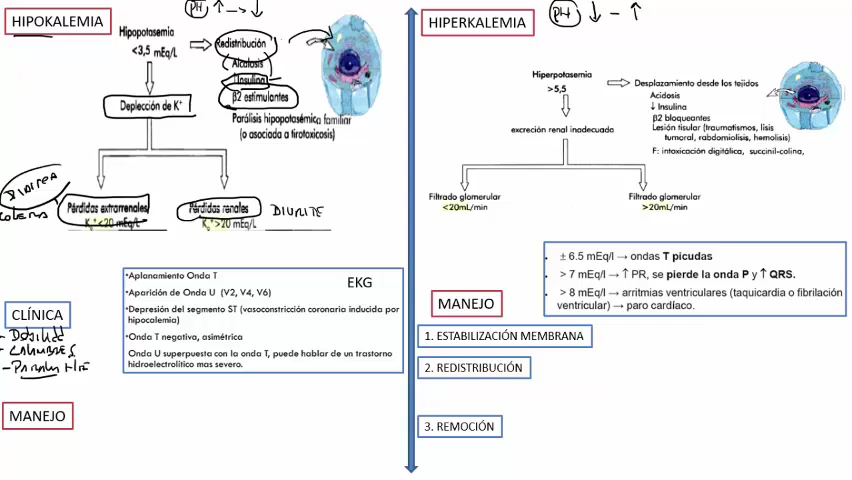 PH ↑ --> ↓
HIPOKALEMIA
Hipopotasemia
<3,5 mEq/L
Redistribución
Alcalosis
Insulina
β2 estimulantes
Parálisis hipopotasémica familiar
(o asociada a tirotoxicosis)
Depleción de K⁺
DIARREA
Pérdidas extrarrenales
<20 mEq/L
Pérdidas renales
>20 mEq/L
CLÍNICA
- CALAMBRES
MANEJO
EKG
•Aplanamiento Onda T
•Aparición de Onda U (V2, V4, V6)
•Depresión del segmento ST (vasoconstricción coronaria inducida por
hipocalemia)
•Onda T negativa, asimétrica
Onda U superpuesta con la onda T, puede hablar de un trastorno
hidroelectrolítico mas severo.
PH ↓ - ↑
HIPERKALEMIA
Hiperpotasemia
>5,5
Desplazamiento desde los tejidos
Acidosis
↓ Insulina
β2 bloqueantes
Lesión tisular (traumatismos, lisis
tumoral, rabdomiolisis, hemolisis)
F: intoxicación digitálica, succinil-colina,
excreción renal inadecuada
Filtrado glomerular
<20mL/min
Filtrado glomerular
>20mL/min
• ± 6.5 mEq/l → ondas T picudas
• > 7 mEq/l → ↑ PR, se pierde la onda P y ↑ QRS.
• > 8 mEq/l → arritmias ventriculares (taquicardia o fibrilación
ventricular) → paro cardíaco.
MANEJO
1. ESTABILIZACIÓN MEMBRANA
2. REDISTRIBUCIÓN
3. REMOCIÓN